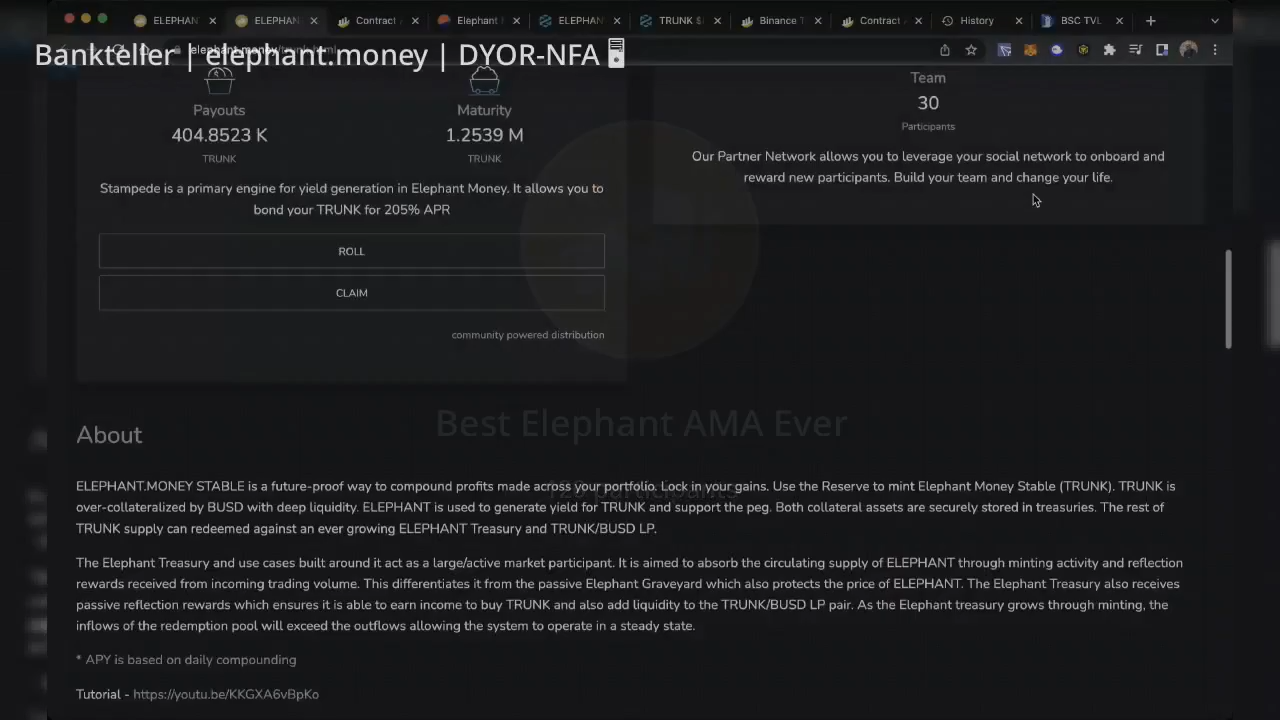 ELEPHAN
ELEPHAN
Contract
Elephant
ELEPHAN
TRUNK $
Binance T
Contract
History
BSC TVL
Bankteller | elephant.money | DYOR-NFA
Payouts
404.8523 K
TRUNK
Maturity
1.2539 M
TRUNK
Stampede is a primary engine for yield generation in Elephant Money. It allows you to
bond your TRUNK for 205% APR
ROLL
CLAIM
community powered distribution
Team
30
Participants
Our Partner Network allows you to leverage your social network to onboard and
reward new participants. Build your team and change your life.
Best Elephant AMA Ever
participants
About
ELEPHANT.MONEY STABLE is a future-proof way to compound profits made across your portfolio. Lock in your gains. Use the Reserve to mint Elephant Money Stable (TRUNK). TRUNK is
over-collateralized by BUSD with deep liquidity. ELEPHANT is used to generate yield for TRUNK and support the peg. Both collateral assets are securely stored in treasuries. The rest of
TRUNK supply can redeemed against an ever growing ELEPHANT Treasury and TRUNK/BUSD LP.
The Elephant Treasury and use cases built around it act as a large/active market participant. It is aimed to absorb the circulating supply of ELEPHANT through minting activity and reflection
rewards received from incoming trading volume. This differentiates it from the passive Elephant Graveyard which also protects the price of ELEPHANT. The Elephant Treasury also receives
passive reflection rewards which ensures it is able to earn income to buy TRUNK and also add liquidity to the TRUNK/BUSD LP pair. As the Elephant treasury grows through minting, the
inflows of the redemption pool will exceed the outflows allowing the system to operate in a steady state.
* APY is based on daily compounding
Tutorial - https://youtu.be/KKGXA6vBpKo